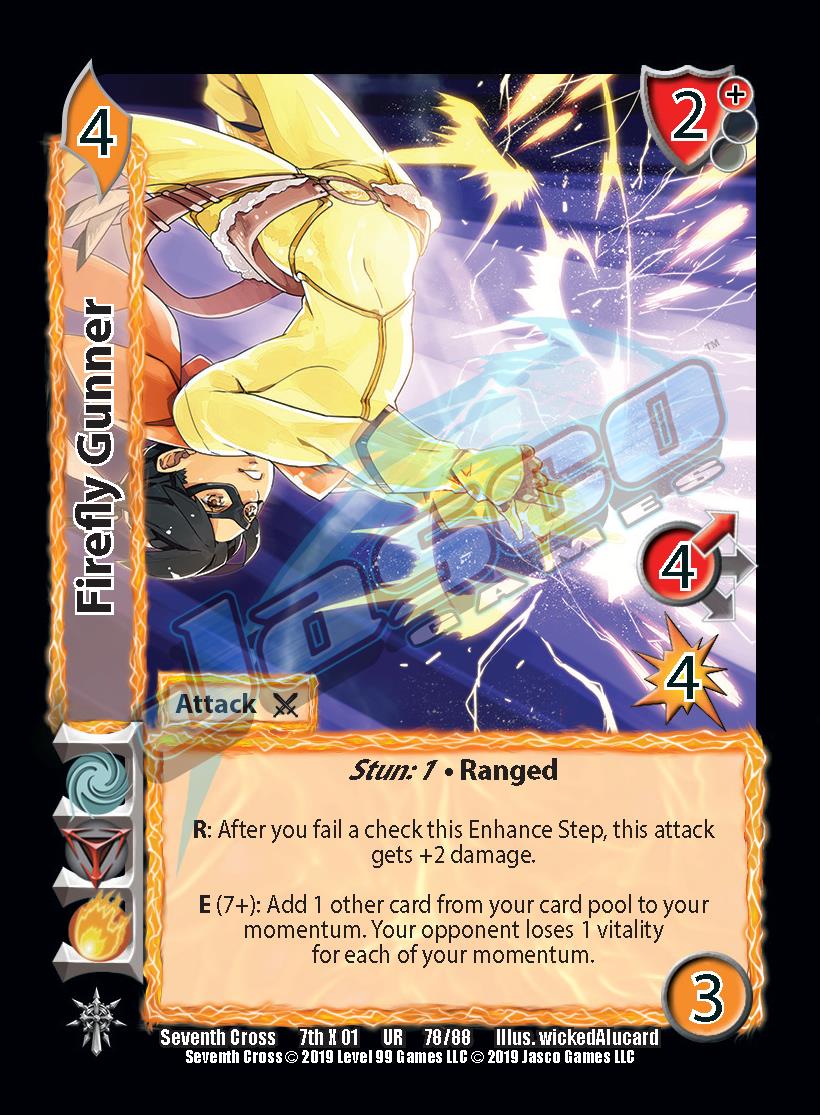 4
2
+
Firefly Gunner
JASCO
GAMES
TM
4
4
Attack
Stun: 1 • Ranged
R: After you fail a check this Enhance Step, this attack
gets +2 damage.
E (7+): Add 1 other card from your card pool to your
momentum. Your opponent loses 1 vitality
for each of your momentum.
3
Seventh Cross 7th X 01 UR 78/88 Illus. wickedAlucard
Seventh Cross © 2019 Level 99 Games LLC © 2019 Jasco Games LLC